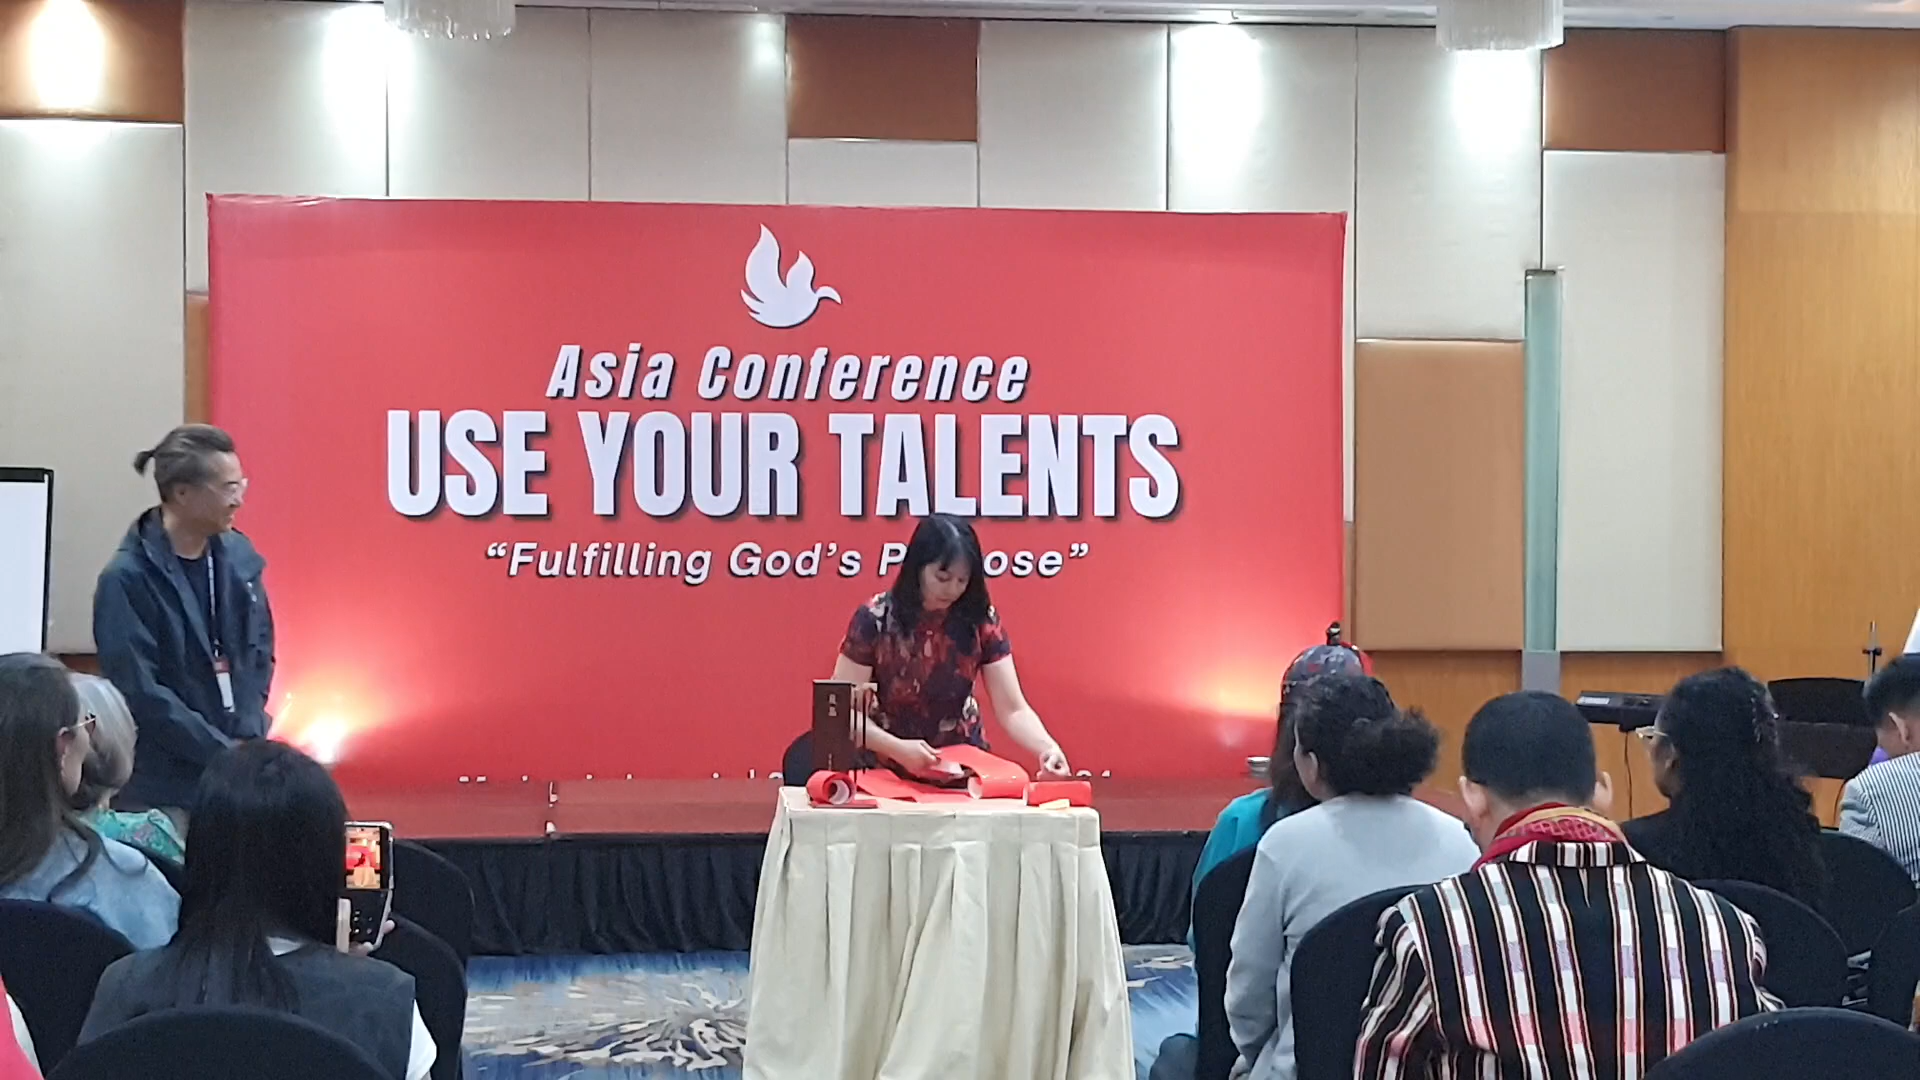 Asia Conference
USE YOUR TALENTS
“Fulfilling God’s P ose”